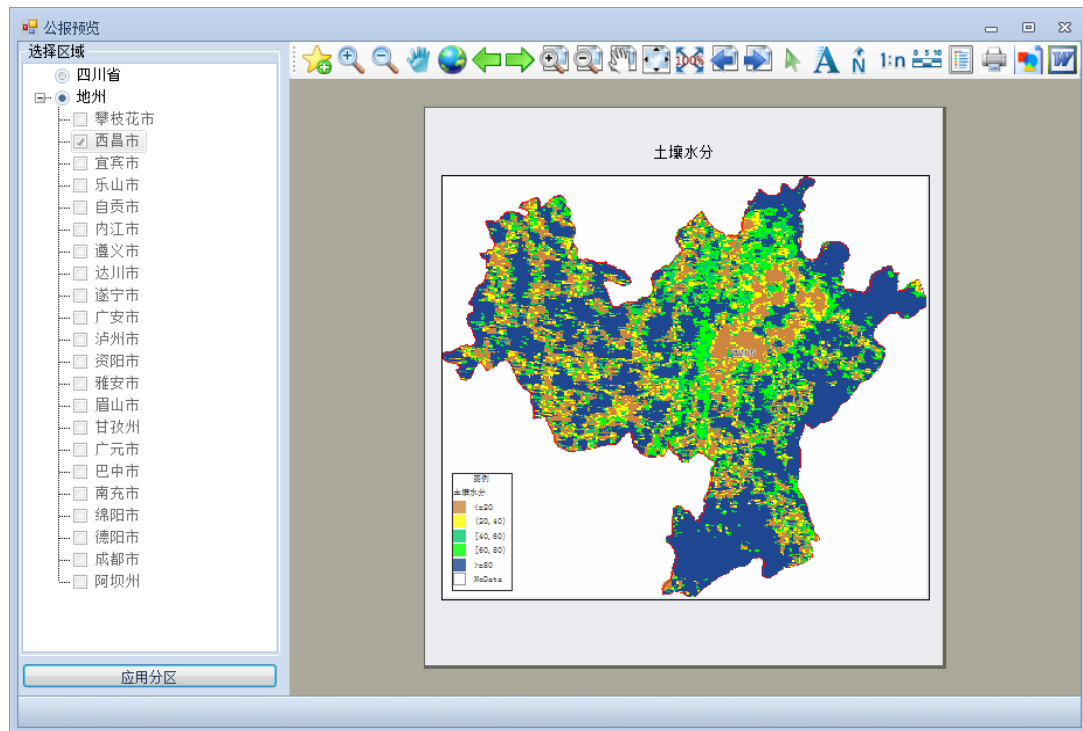 公报预览
选择区域
四川省
地州
攀枝花市
西昌市
宜宾市
乐山市
自贡市
内江市
遵义市
达川市
遂宁市
广安市
泸州市
资阳市
雅安市
眉山市
甘孜州
广元市
巴中市
南充市
绵阳市
德阳市
成都市
阿坝州
应用分区
100%
A
N
1:n
0 5 10
W
土壤水分
图例
土壤水分
<=20
(20, 40)
[40, 60)
[60, 80)
>=80
NoData